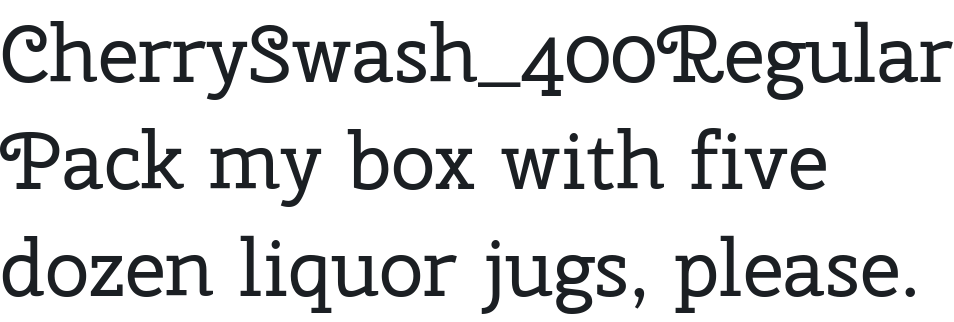 CherrySwash_400Regular
Pack my box with five
dozen liquor jugs, please.